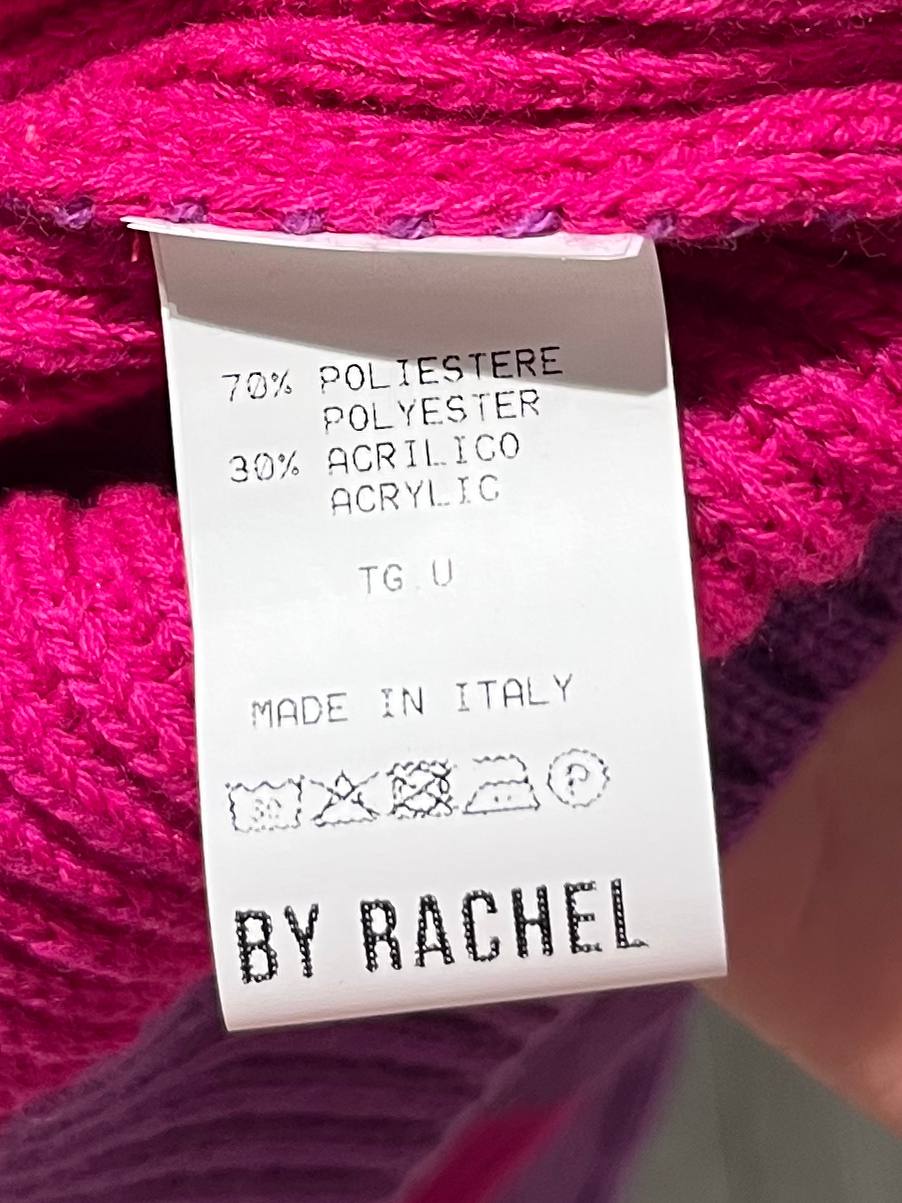 70% POLIESTERE
POLYESTER
30% ACRILICO
ACRYLIC
TG.U
MADE IN ITALY
30
P
BY RACHEL